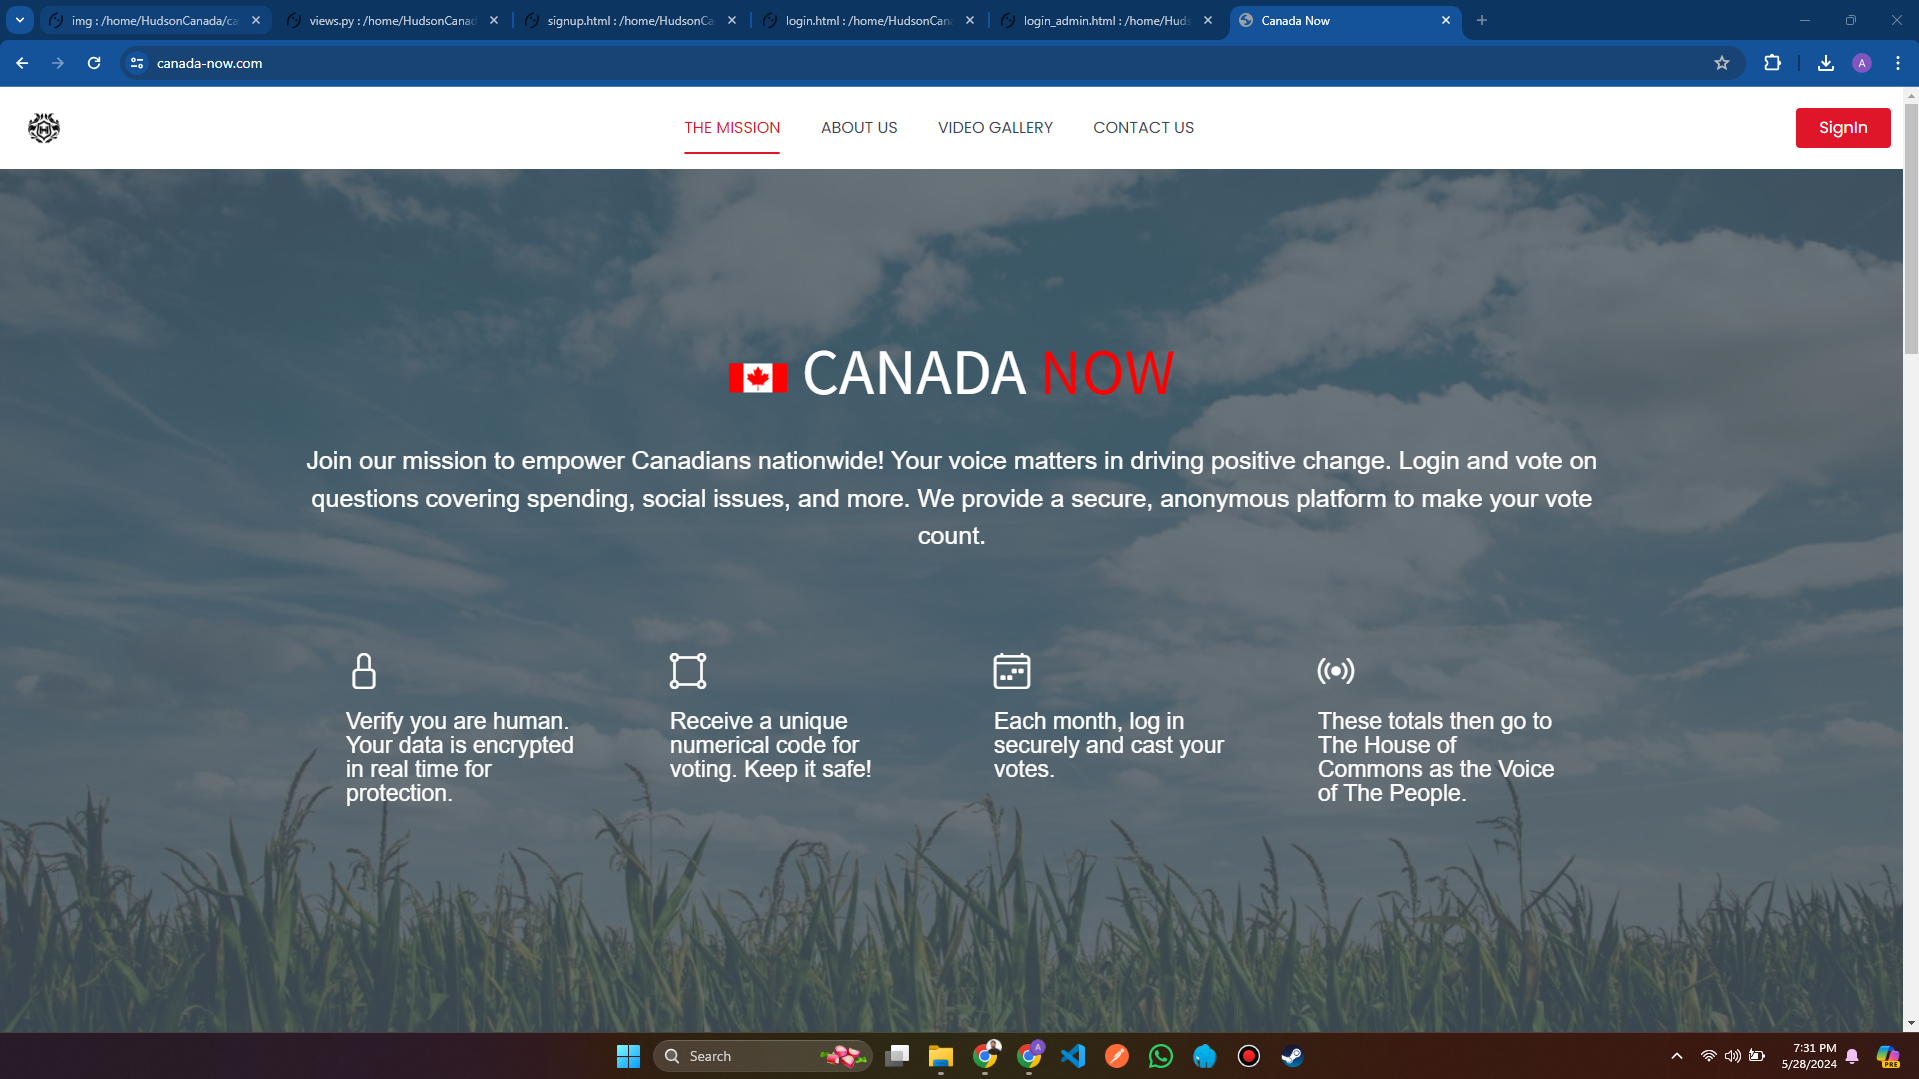 img : /home/HudsonCanada/ca
views.py : /home/HudsonCanad
signup.html : /home/HudsonCa
login.html : /home/HudsonCana
login_admin.html : /home/Huds
Canada Now
canada-now.com
A
THE MISSION
ABOUT US
VIDEO GALLERY
CONTACT US
SignIn
CANADA NOW
Join our mission to empower Canadians nationwide! Your voice matters in driving positive change. Login and vote on
questions covering spending, social issues, and more. We provide a secure, anonymous platform to make your vote
count.
Verify you are human.
Your data is encrypted
in real time for
protection.
Receive a unique
numerical code for
voting. Keep it safe!
Each month, log in
securely and cast your
votes.
These totals then go to
The House of
Commons as the Voice
of The People.
Search
A
7:31 PM
5/28/2024
PRE